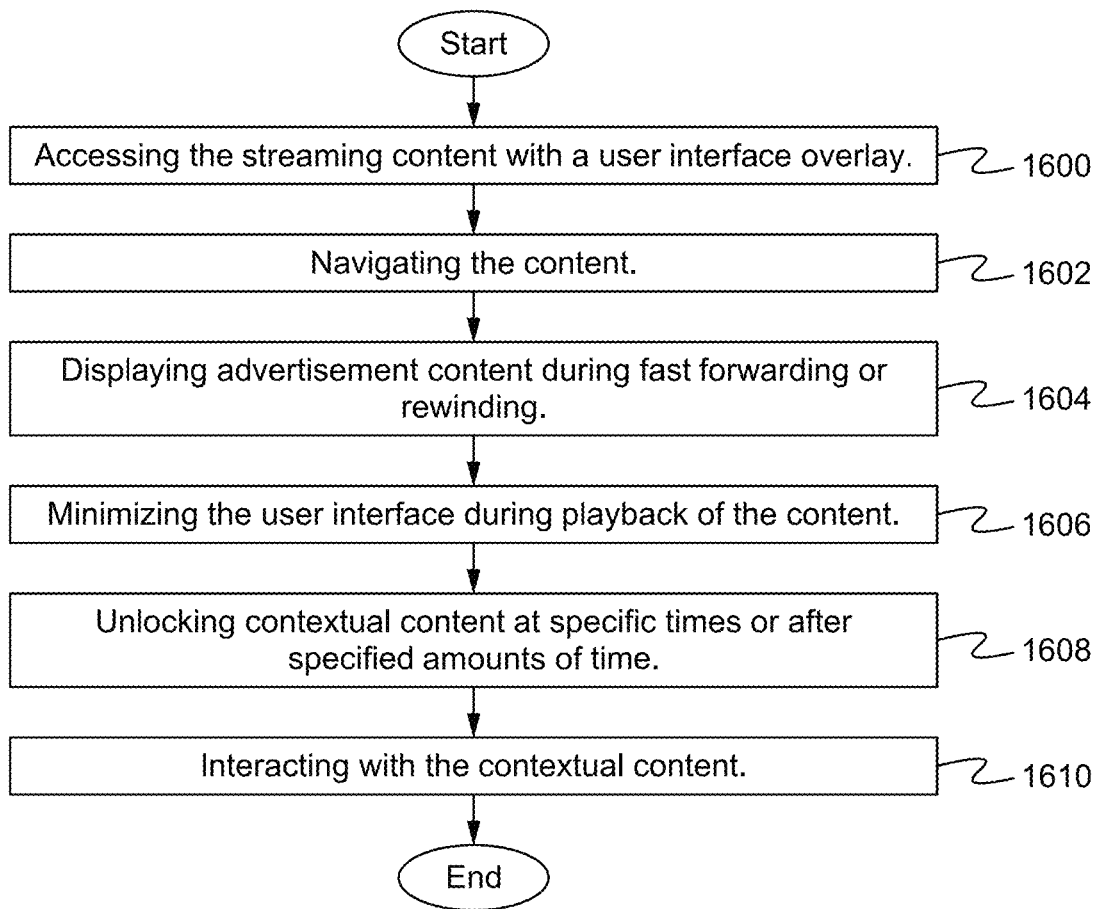 Start
Accessing the streaming content with a user interface overlay.
1600
Navigating the content.
1602
Displaying advertisement content during fast forwarding or
rewinding.
1604
Minimizing the user interface during playback of the content.
1606
Unlocking contextual content at specific times or after
specified amounts of time.
1608
Interacting with the contextual content.
1610
End